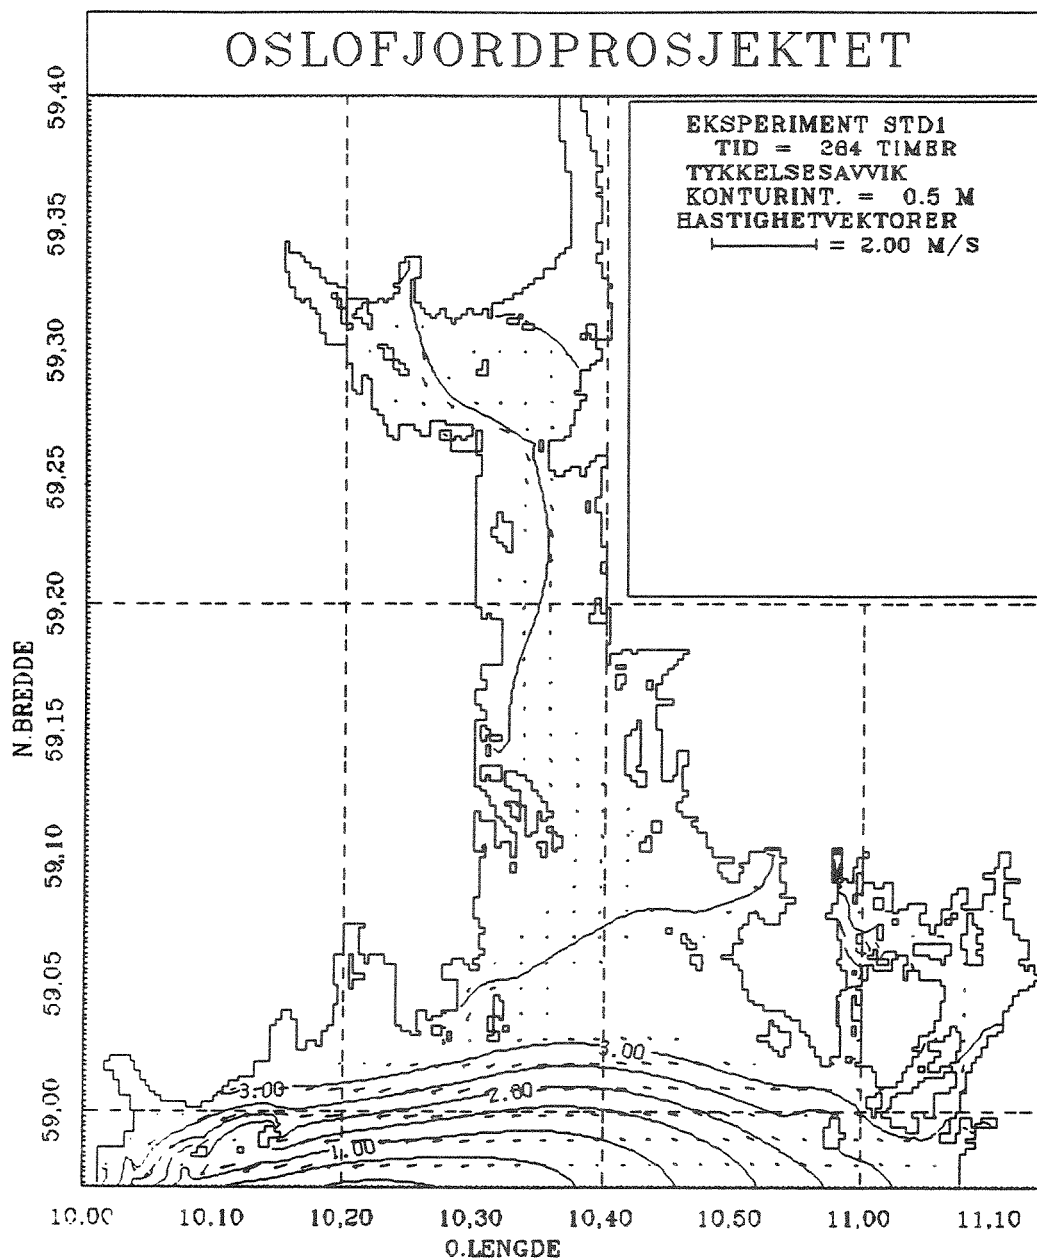 OSLOFJORDPROSJEKTET
EKSPERIMENT STD1
TID = 264 TIMER
TYKKELSESAVVIK
KONTURINT. = 0.5 M
HASTIGHETVEKTORER
= 2.00 M/S
59,40
59,35
59,30
59,25
59,20
59,15
59,10
59,05
59,00
N.BREDDE
3.00
3.00
2.00
1.00
10.00
10,10
10,20
10,30
10,40
10,50
11,00
11,10
O.LENGDE